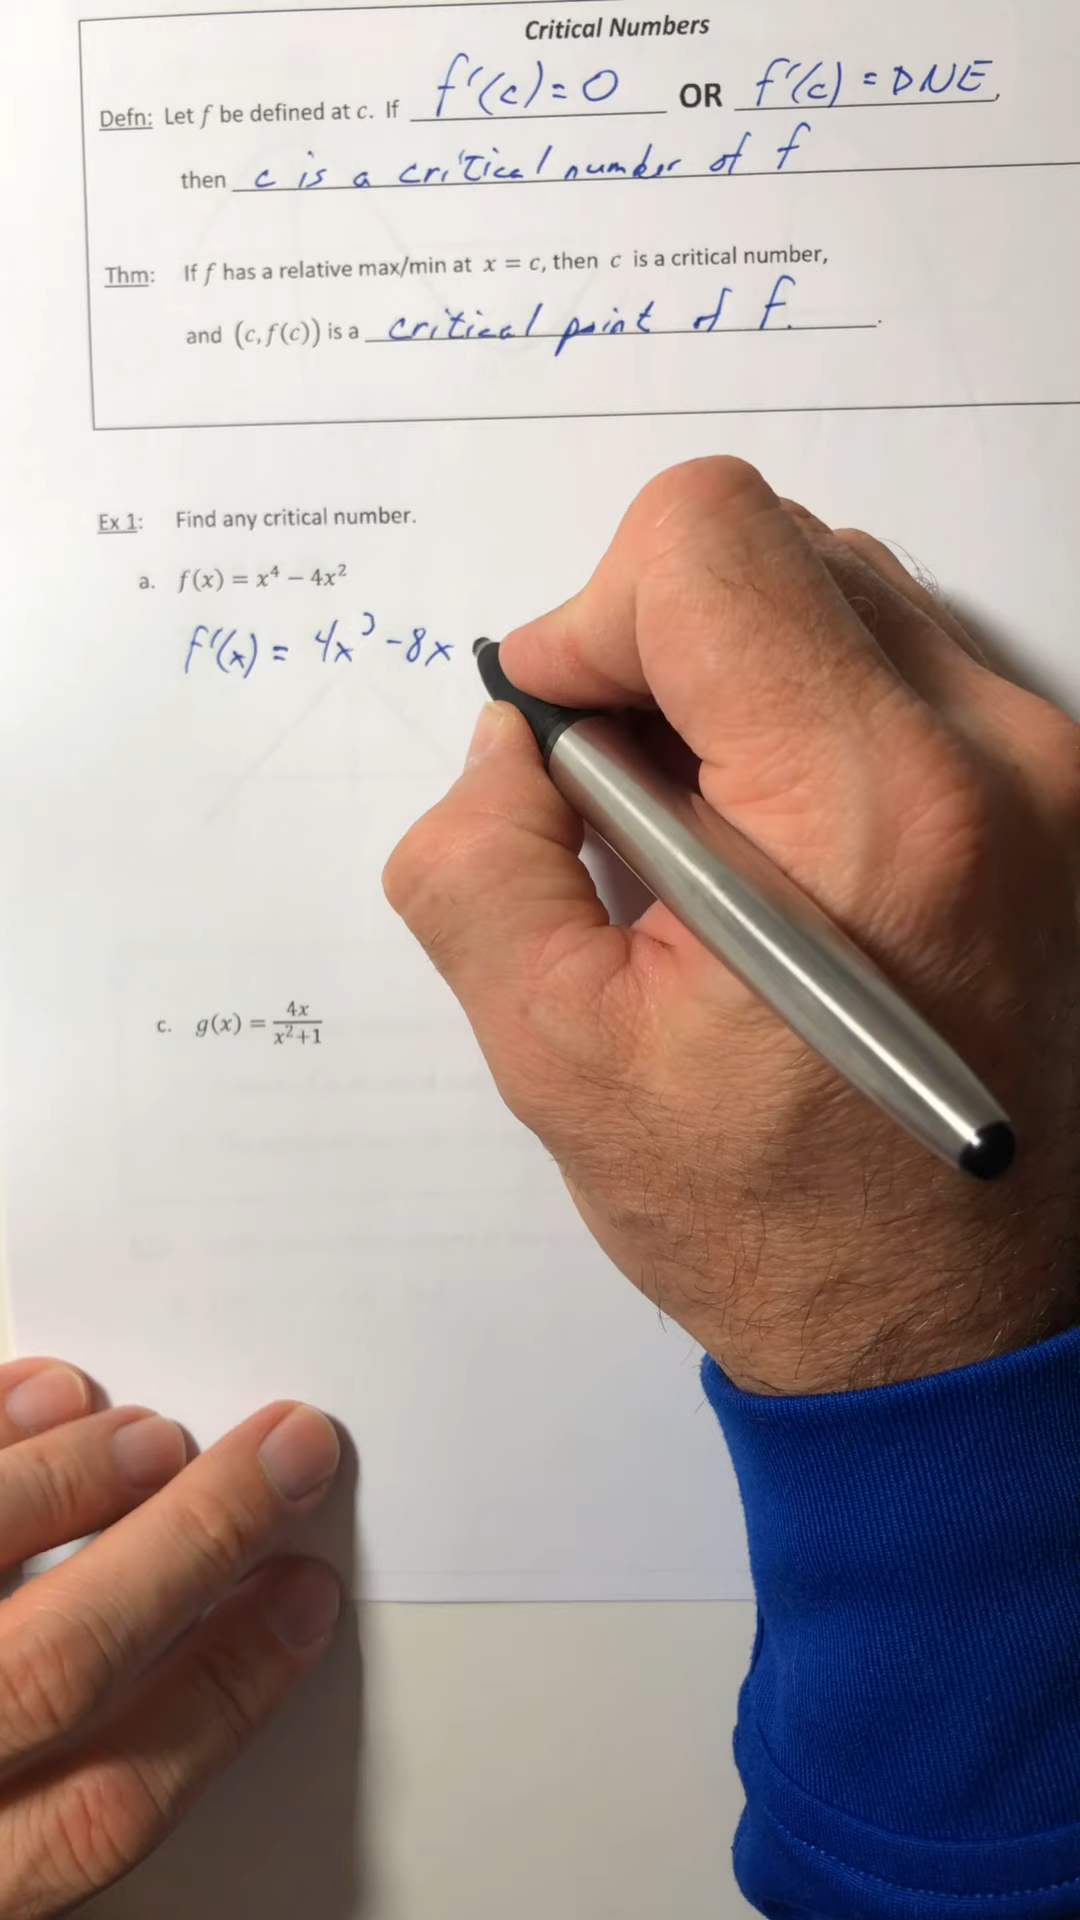 Critical Numbers
Defn: Let f be defined at c. If f'(c)=0 OR f'(c) = DNE,
then c is a critical number of f
Thm: If f has a relative max/min at x = c, then c is a critical number,
and (c, f(c)) is a critical point of f.
Ex 1: Find any critical number.
a. f(x) = x⁴ − 4x²
f'(x) = 4x³ -8x
c. g(x) = 4x/(x²+1)